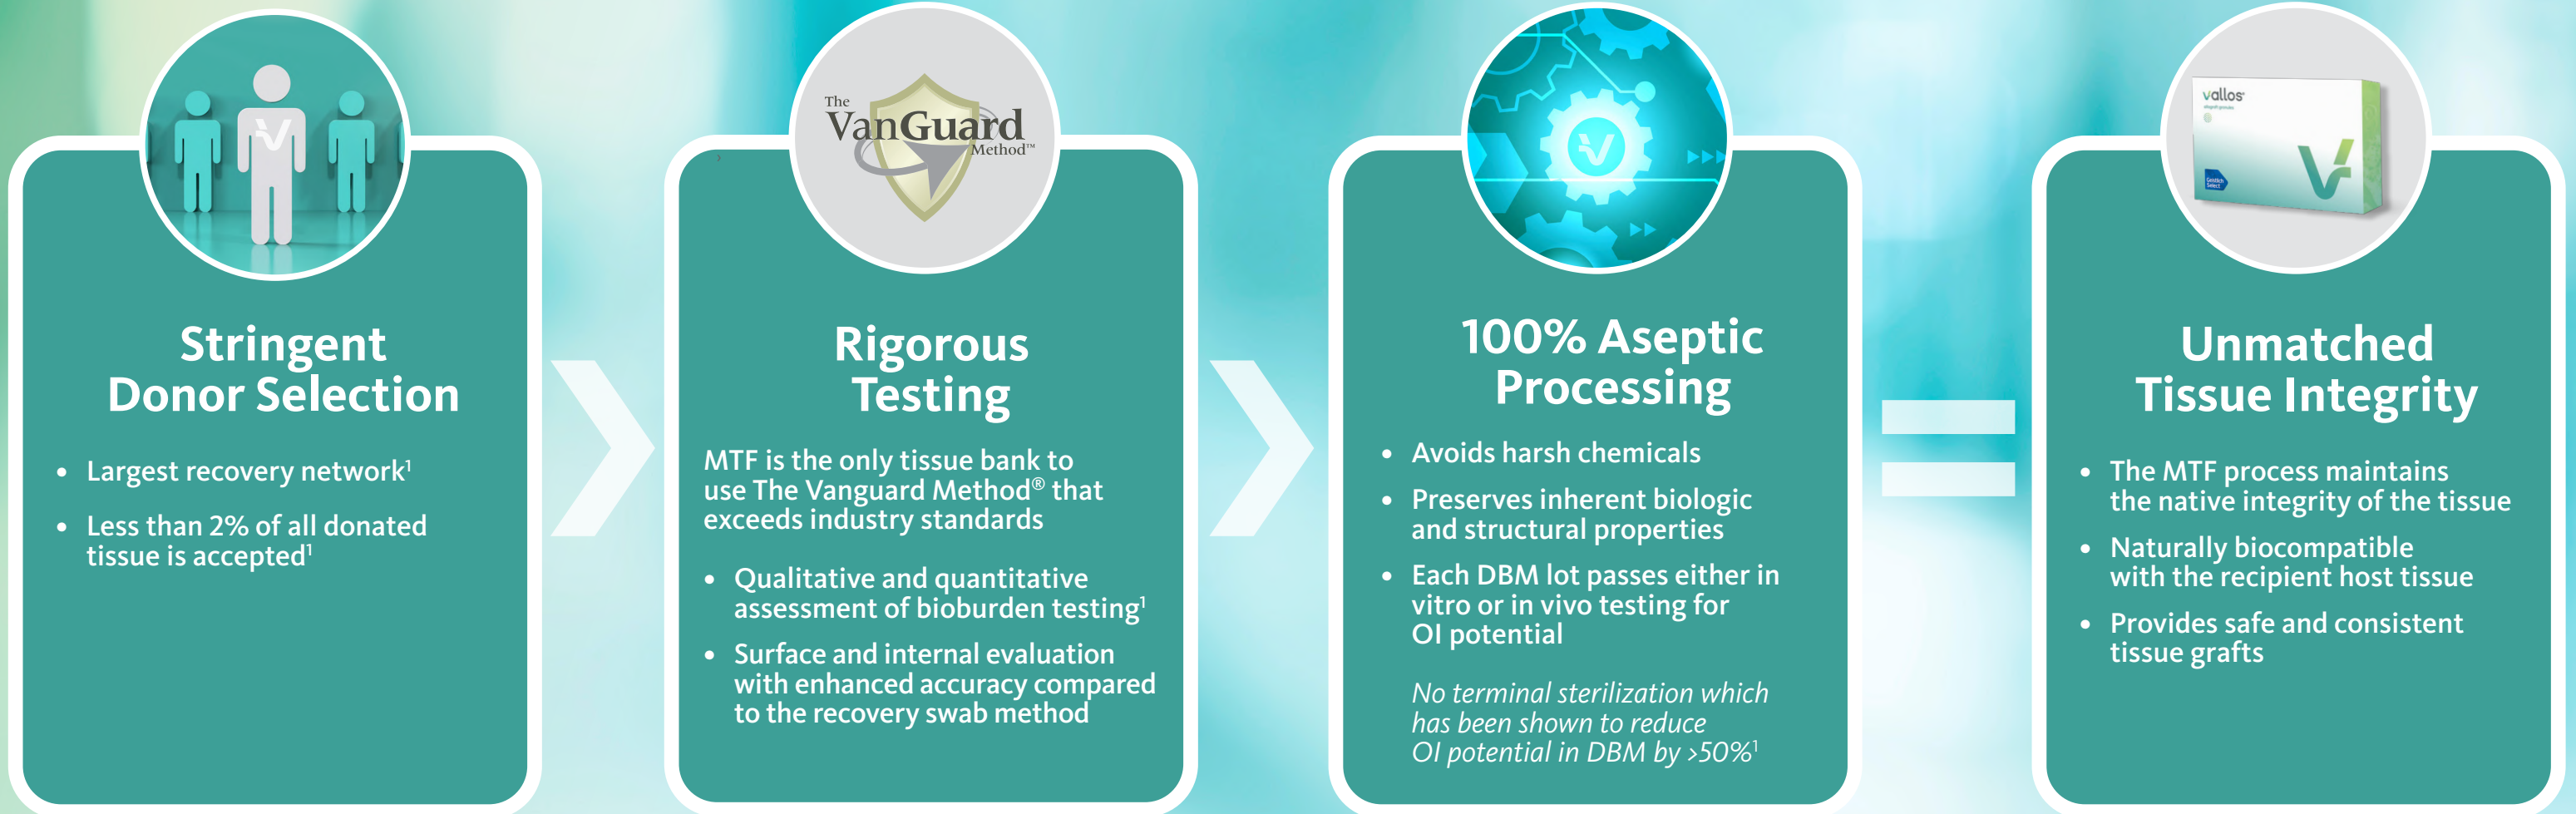 Stringent
Donor Selection
• Largest recovery network¹
• Less than 2% of all donated
tissue is accepted¹
The
VanGuard
Method™
Rigorous
Testing
MTF is the only tissue bank to
use The Vanguard Method® that
exceeds industry standards
• Qualitative and quantitative
assessment of bioburden testing¹
• Surface and internal evaluation
with enhanced accuracy compared
to the recovery swab method
100% Aseptic
Processing
• Avoids harsh chemicals
• Preserves inherent biologic
and structural properties
• Each DBM lot passes either in
vitro or in vivo testing for
OI potential
No terminal sterilization which
has been shown to reduce
OI potential in DBM by >50%¹
vallos®
Geistlich
Select
Unmatched
Tissue Integrity
• The MTF process maintains
the native integrity of the tissue
• Naturally biocompatible
with the recipient host tissue
• Provides safe and consistent
tissue grafts